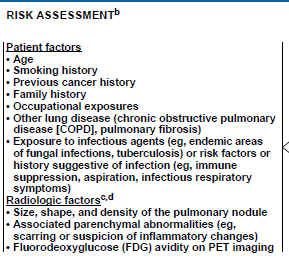 RISK ASSESSMENTᵇ
Patient factors
• Age
• Smoking history
• Previous cancer history
• Family history
• Occupational exposures
• Other lung disease (chronic obstructive pulmonary
disease [COPD], pulmonary fibrosis)
• Exposure to infectious agents (eg, endemic areas
of fungal infections, tuberculosis) or risk factors or
history suggestive of infection (eg, immune
suppression, aspiration, infectious respiratory
symptoms)
Radiologic factorsᶜ,ᵈ
• Size, shape, and density of the pulmonary nodule
• Associated parenchymal abnormalities (eg,
scarring or suspicion of inflammatory changes)
• Fluorodeoxyglucose (FDG) avidity on PET imaging